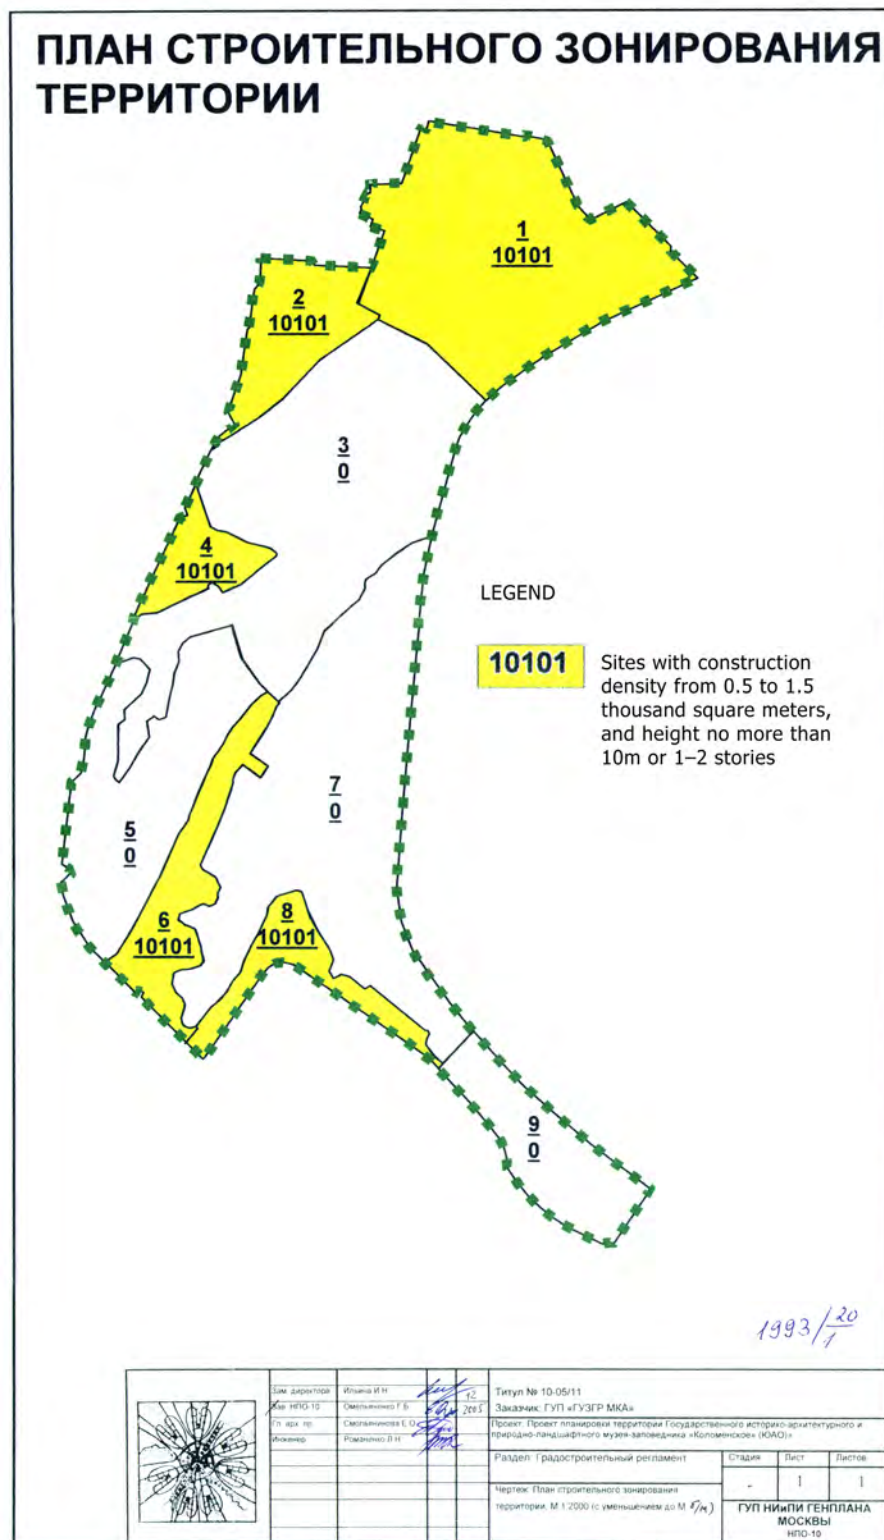 ПЛАН СТРОИТЕЛЬНОГО ЗОНИРОВАНИЯ
ТЕРРИТОРИИ
1
10101
2
10101
3
0
4
10101
LEGEND
10101
Sites with construction
density from 0.5 to 1.5
thousand square meters,
and height no more than
10m or 1–2 stories
7
0
5
0
6
10101
8
10101
9
0
1993/20
1
Зам. директора Ильина И.Н. 12
Зав. НПО-10 Омельяненко Г.Б. 2005
Гл. арх. пр. Смольянинова Е.О.
Инженер Романенко Л.Н.
Титул № 10-05/11
Заказчик: ГУП «ГУЗГР МКА»
Проект: Проект планировки территории Государственного историко-архитектурного и
природно-ландшафтного музея-заповедника «Коломенское» (ЮАО)»
Раздел: Градостроительный регламент
Стадия Лист Листов
- 1 1
Чертеж: План строительного зонирования
территории, М 1:2000 (с уменьшением до М б/м)
ГУП НИиПИ ГЕНПЛАНА
МОСКВЫ
НПО-10